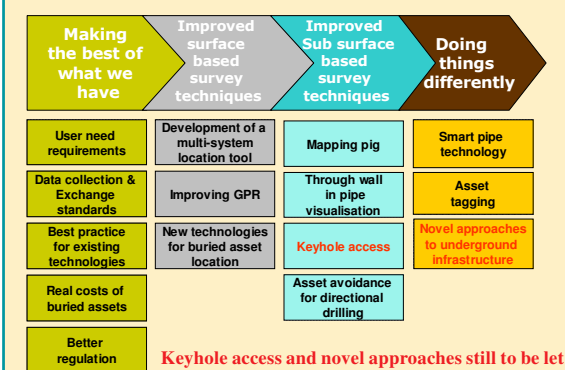 Making
the best of
what we
have
Improved
surface
based
survey
techniques
Improved
Sub surface
based
survey
techniques
Doing
things
differently
User need
requirements
Data collection &
Exchange
standards
Best practice
for existing
technologies
Real costs of
buried assets
Better
regulation
Development of a
multi-system
location tool
Improving GPR
New technologies
for buried asset
location
Mapping pig
Through wall
in pipe
visualisation
Keyhole access
Asset avoidance
for directional
drilling
Smart pipe
technology
Asset
tagging
Novel approaches
to underground
infrastructure
Keyhole access and novel approaches still to be let